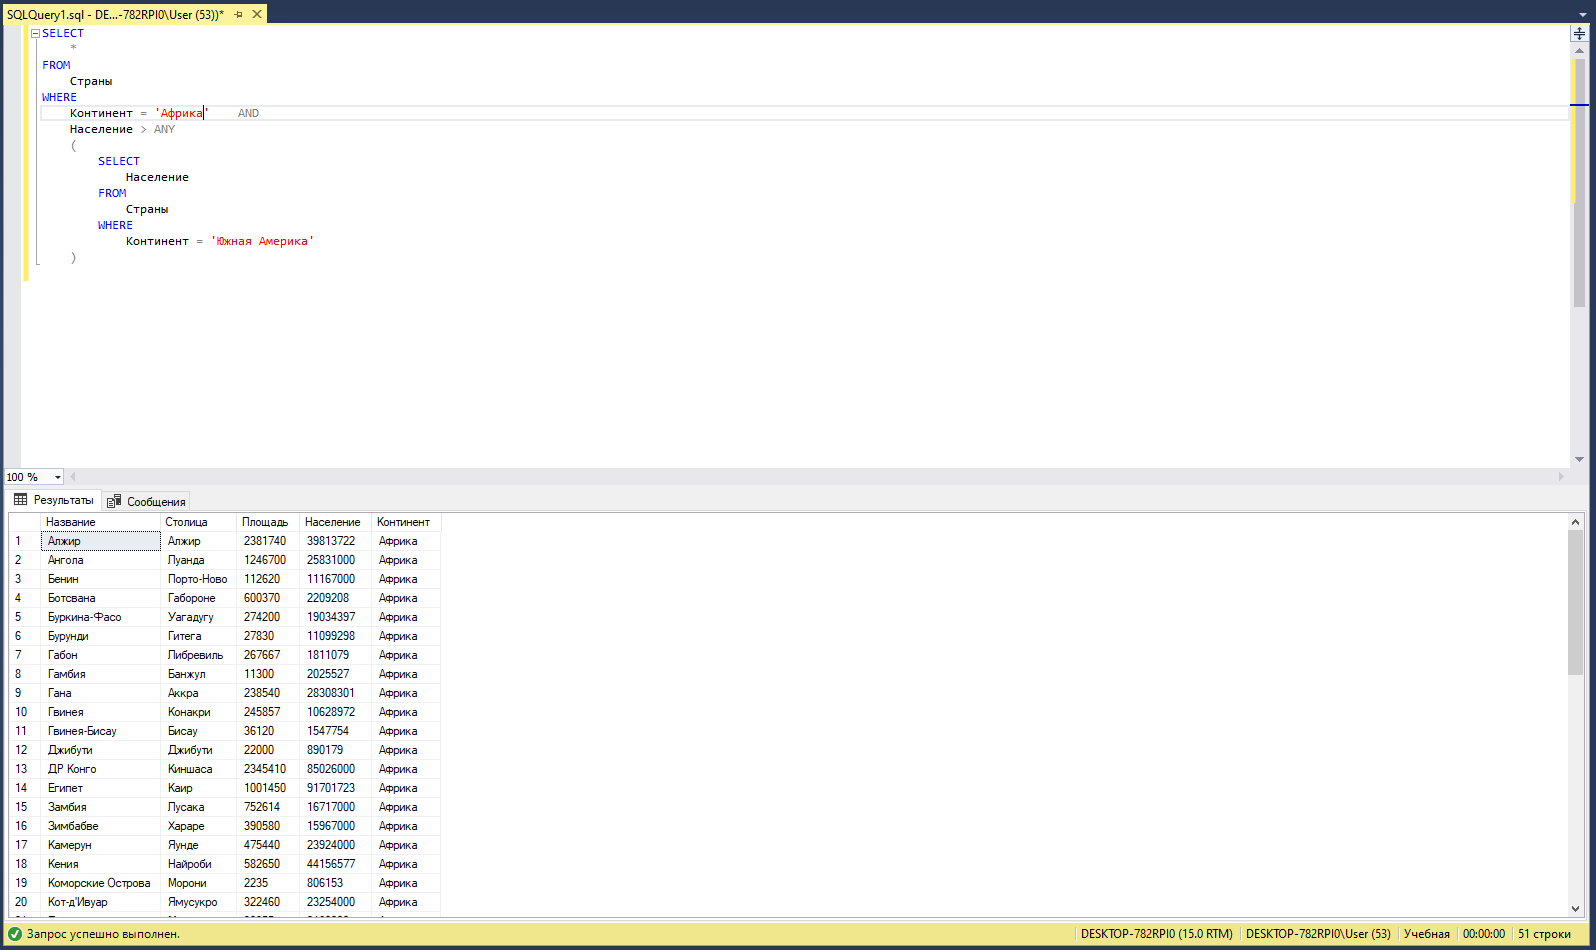 SQLQuery1.sql - DE...-782RPI0\User (53))*
SELECT
*
FROM
Страны
WHERE
Континент = 'Африка' AND
Население > ANY
(
SELECT
Население
FROM
Страны
WHERE
Континент = 'Южная Америка'
)
100 %
Результаты Сообщения
Название Столица Площадь Население Континент
1 Алжир Алжир 2381740 39813722 Африка
2 Ангола Луанда 1246700 25831000 Африка
3 Бенин Порто-Ново 112620 11167000 Африка
4 Ботсвана Габороне 600370 2209208 Африка
5 Буркина-Фасо Уагадугу 274200 19034397 Африка
6 Бурунди Гитега 27830 11099298 Африка
7 Габон Либревиль 267667 1811079 Африка
8 Гамбия Банжул 11300 2025527 Африка
9 Гана Аккра 238540 28308301 Африка
10 Гвинея Конакри 245857 10628972 Африка
11 Гвинея-Бисау Бисау 36120 1547754 Африка
12 Джибути Джибути 22000 890179 Африка
13 ДР Конго Киншаса 2345410 85026000 Африка
14 Египет Каир 1001450 91701723 Африка
15 Замбия Лусака 752614 16717000 Африка
16 Зимбабве Хараре 390580 15967000 Африка
17 Камерун Яунде 475440 23924000 Африка
18 Кения Найроби 582650 44156577 Африка
19 Коморские Острова Морони 2235 806153 Африка
20 Кот-д'Ивуар Ямусукро 322460 23254000 Африка
Запрос успешно выполнен. DESKTOP-782RPI0 (15.0 RTM) DESKTOP-782RPI0\User (53) Учебная 00:00:00 51 строки